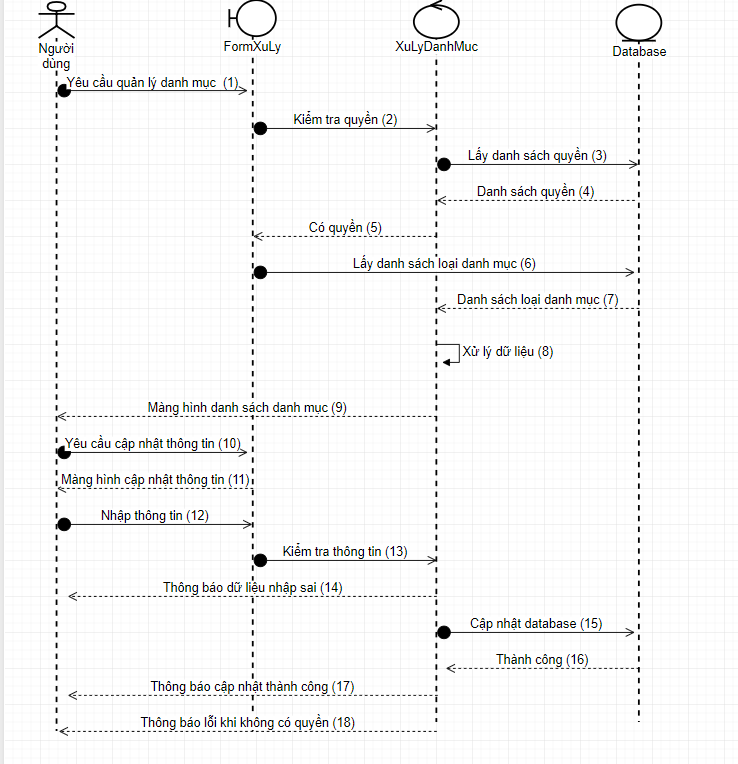 Người
dùng
FormXuLy
XuLyDanhMuc
Database
Yêu cầu quản lý danh mục (1)
Kiểm tra quyền (2)
Lấy danh sách quyền (3)
Danh sách quyền (4)
Có quyền (5)
Lấy danh sách loại danh mục (6)
Danh sách loại danh mục (7)
Xử lý dữ liệu (8)
Màng hình danh sách danh mục (9)
Yêu cầu cập nhật thông tin (10)
Màng hình cập nhật thông tin (11)
Nhập thông tin (12)
Kiểm tra thông tin (13)
Thông báo dữ liệu nhập sai (14)
Cập nhật database (15)
Thành công (16)
Thông báo cập nhật thành công (17)
Thông báo lỗi khi không có quyền (18)